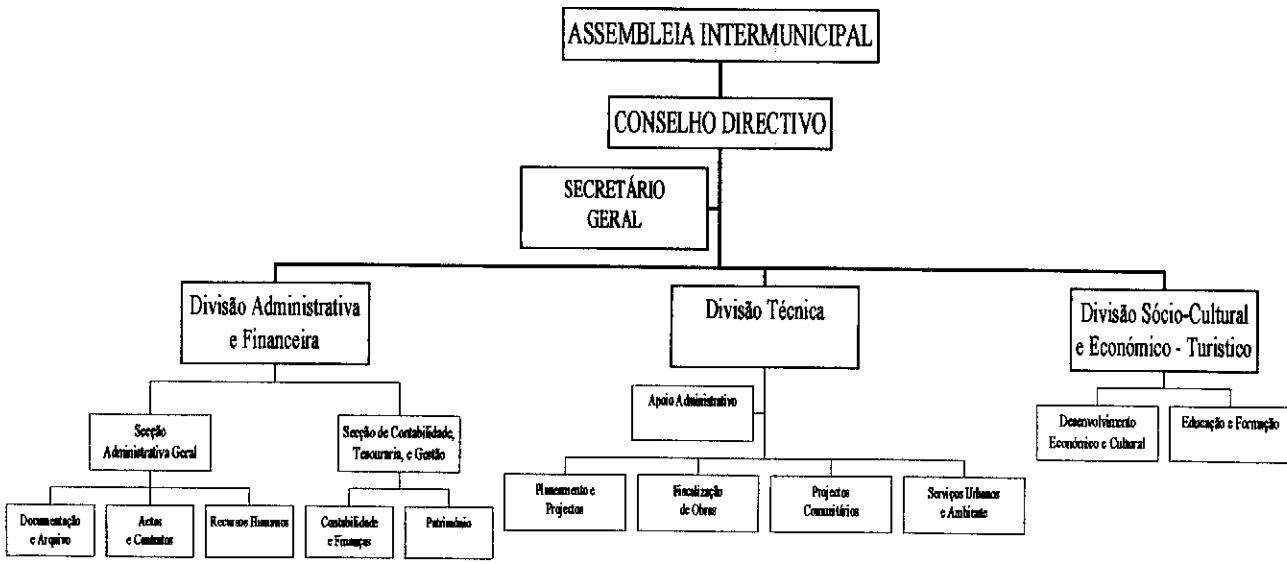 ASSEMBLEIA INTERMUNICIPAL
CONSELHO DIRECTIVO
SECRETÁRIO
GERAL
Divisão Administrativa
e Financeira
Divisão Técnica
Divisão Sócio-Cultural
e Económico - Turistico
Secção
Administrativa Geral
Secção de Contabilidade,
Tesouraria, e Gestão
Apoio Administrativo
Desenvolvimento
Económico e Cultural
Educação e Formação
Documentação
e Arquivo
Actas
e Contratos
Recursos Humanos
Contabilidade
e Finanças
Património
Planeamento e
Projectos
Fiscalização
de Obras
Projectos
Comunitários
Serviços Urbanos
e Ambiente